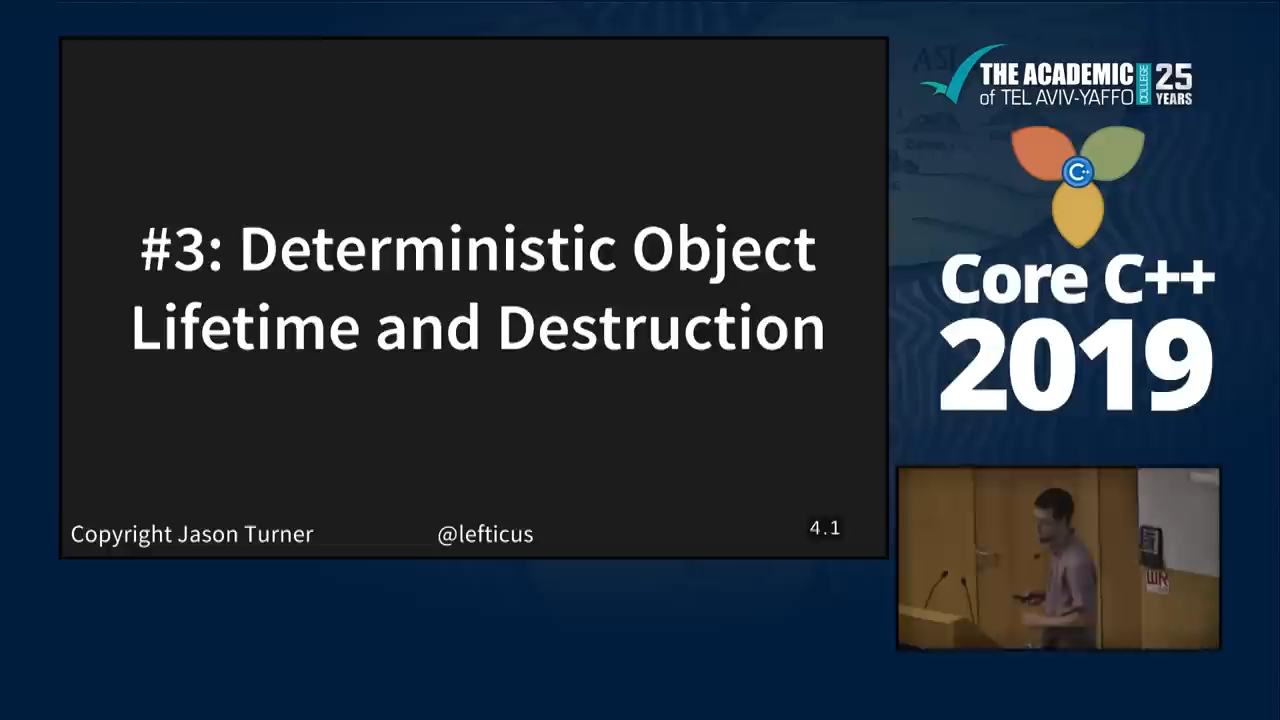 #3: Deterministic Object
Lifetime and Destruction
Copyright Jason Turner
@lefticus
4.1
THE ACADEMIC
COLLEGE
of TEL AVIV-YAFFO
25
YEARS
C++
Core C++
2019
WR